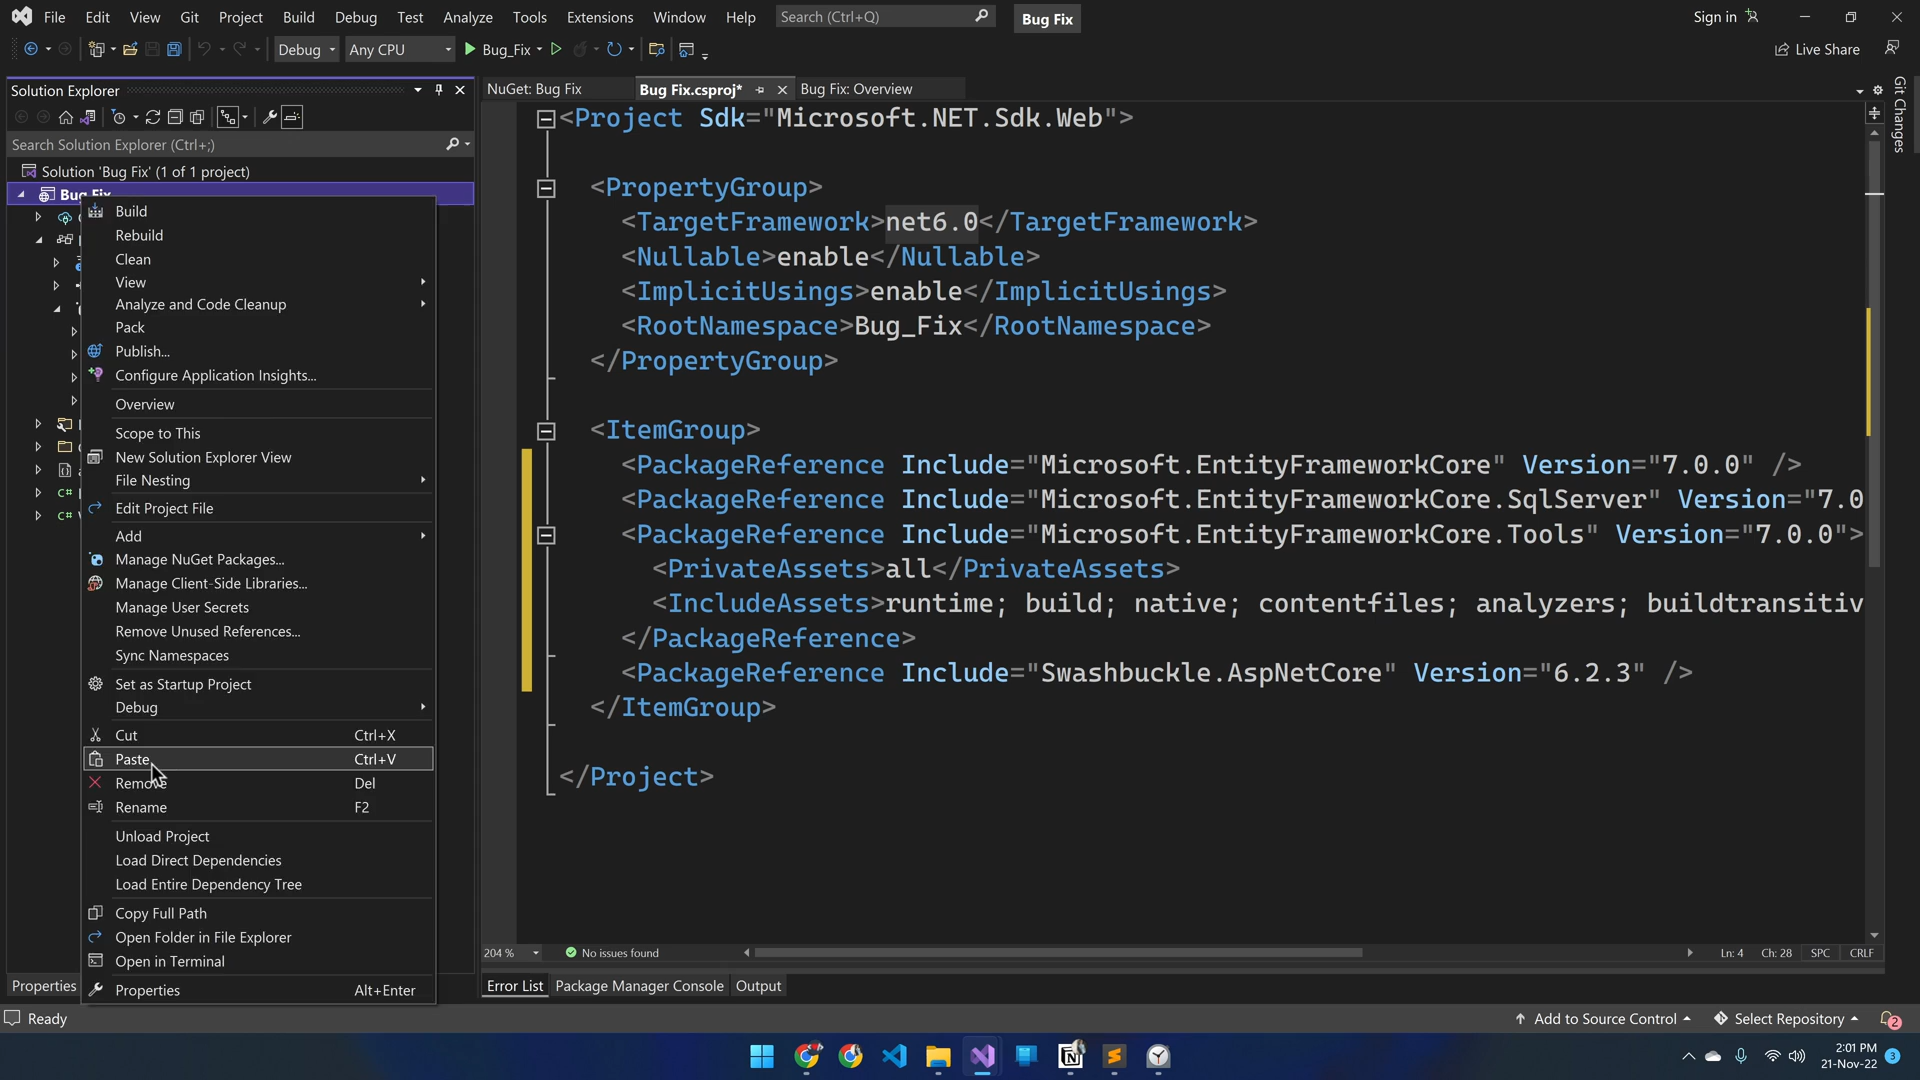 File Edit View Git Project Build Debug Test Analyze Tools Extensions Window Help Search (Ctrl+Q) Bug Fix Sign in
Debug Any CPU Bug_Fix Live Share
Solution Explorer
Search Solution Explorer (Ctrl+;)
Solution 'Bug Fix' (1 of 1 project)
Bug Fix
Build
Rebuild
Clean
View
Analyze and Code Cleanup
Pack
Publish...
Configure Application Insights...
Overview
Scope to This
New Solution Explorer View
File Nesting
Edit Project File
Add
Manage NuGet Packages...
Manage Client-Side Libraries...
Manage User Secrets
Remove Unused References...
Sync Namespaces
Set as Startup Project
Debug
Cut Ctrl+X
Paste Ctrl+V
Remove Del
Rename F2
Unload Project
Load Direct Dependencies
Load Entire Dependency Tree
Copy Full Path
Open Folder in File Explorer
Open in Terminal
Properties Alt+Enter
Properties
NuGet: Bug Fix Bug Fix.csproj* Bug Fix: Overview
<Project Sdk="Microsoft.NET.Sdk.Web">
<PropertyGroup>
<TargetFramework>net6.0</TargetFramework>
<Nullable>enable</Nullable>
<ImplicitUsings>enable</ImplicitUsings>
<RootNamespace>Bug_Fix</RootNamespace>
</PropertyGroup>
<ItemGroup>
<PackageReference Include="Microsoft.EntityFrameworkCore" Version="7.0.0" />
<PackageReference Include="Microsoft.EntityFrameworkCore.SqlServer" Version="7.0
<PackageReference Include="Microsoft.EntityFrameworkCore.Tools" Version="7.0.0">
<PrivateAssets>all</PrivateAssets>
<IncludeAssets>runtime; build; native; contentfiles; analyzers; buildtransitiv
</PackageReference>
<PackageReference Include="Swashbuckle.AspNetCore" Version="6.2.3" />
</ItemGroup>
</Project>
204 % No issues found Ln: 4 Ch: 28 SPC CRLF
Error List Package Manager Console Output
Git Changes
Ready Add to Source Control Select Repository 2
2:01 PM
21-Nov-22 3